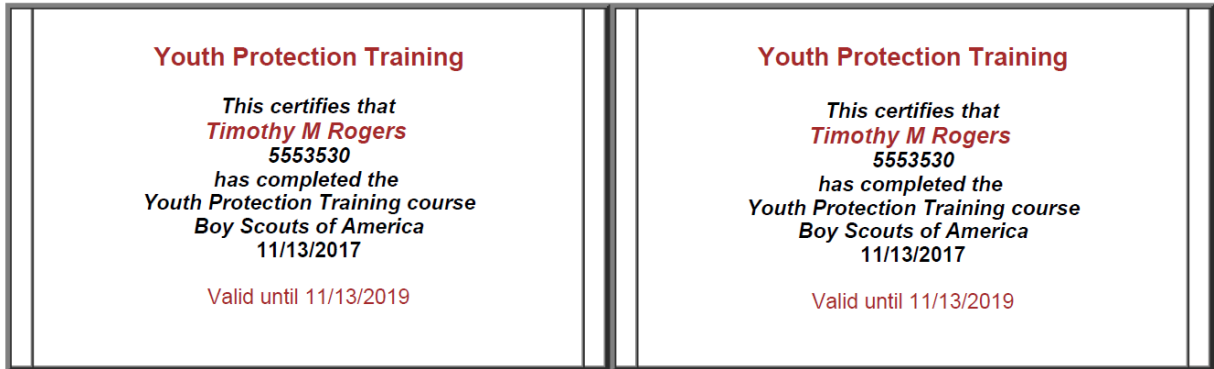 Youth Protection Training
This certifies that
Timothy M Rogers
5553530
has completed the
Youth Protection Training course
Boy Scouts of America
11/13/2017
Valid until 11/13/2019
Youth Protection Training
This certifies that
Timothy M Rogers
5553530
has completed the
Youth Protection Training course
Boy Scouts of America
11/13/2017
Valid until 11/13/2019